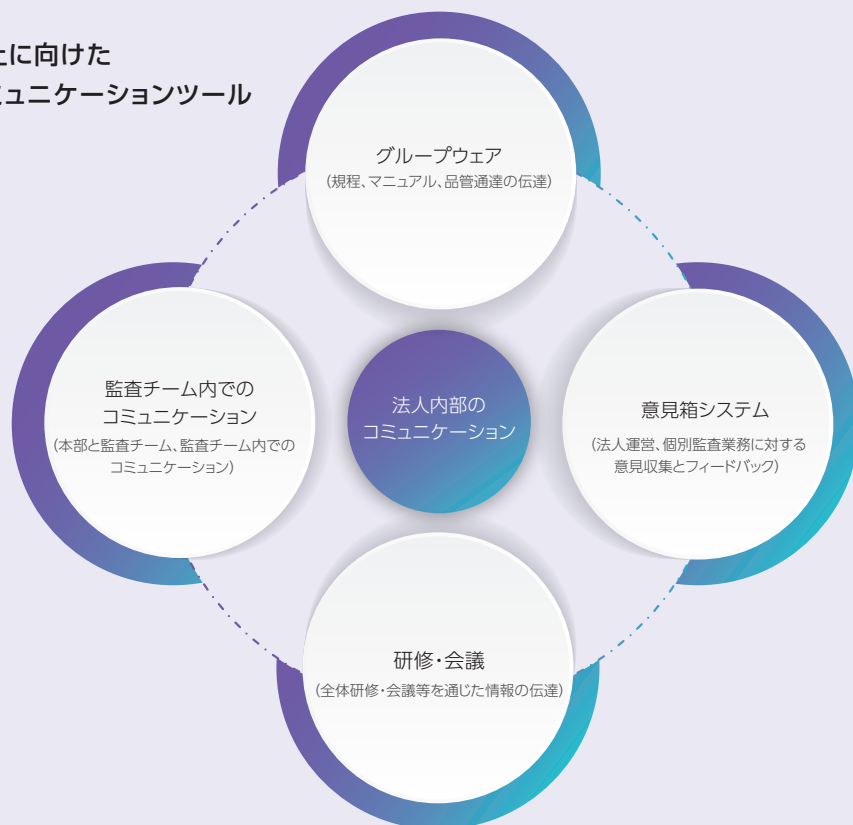 上に向けた
ミュニケーションツール
グループウェア
(規程、マニュアル、品管通達の伝達)
監査チーム内での
コミュニケーション
(本部と監査チーム、監査チーム内での
コミュニケーション)
法人内部の
コミュニケーション
意見箱システム
(法人運営、個別監査業務に対する
意見収集とフィードバック)
研修・会議
(全体研修・会議等を通じた情報の伝達)